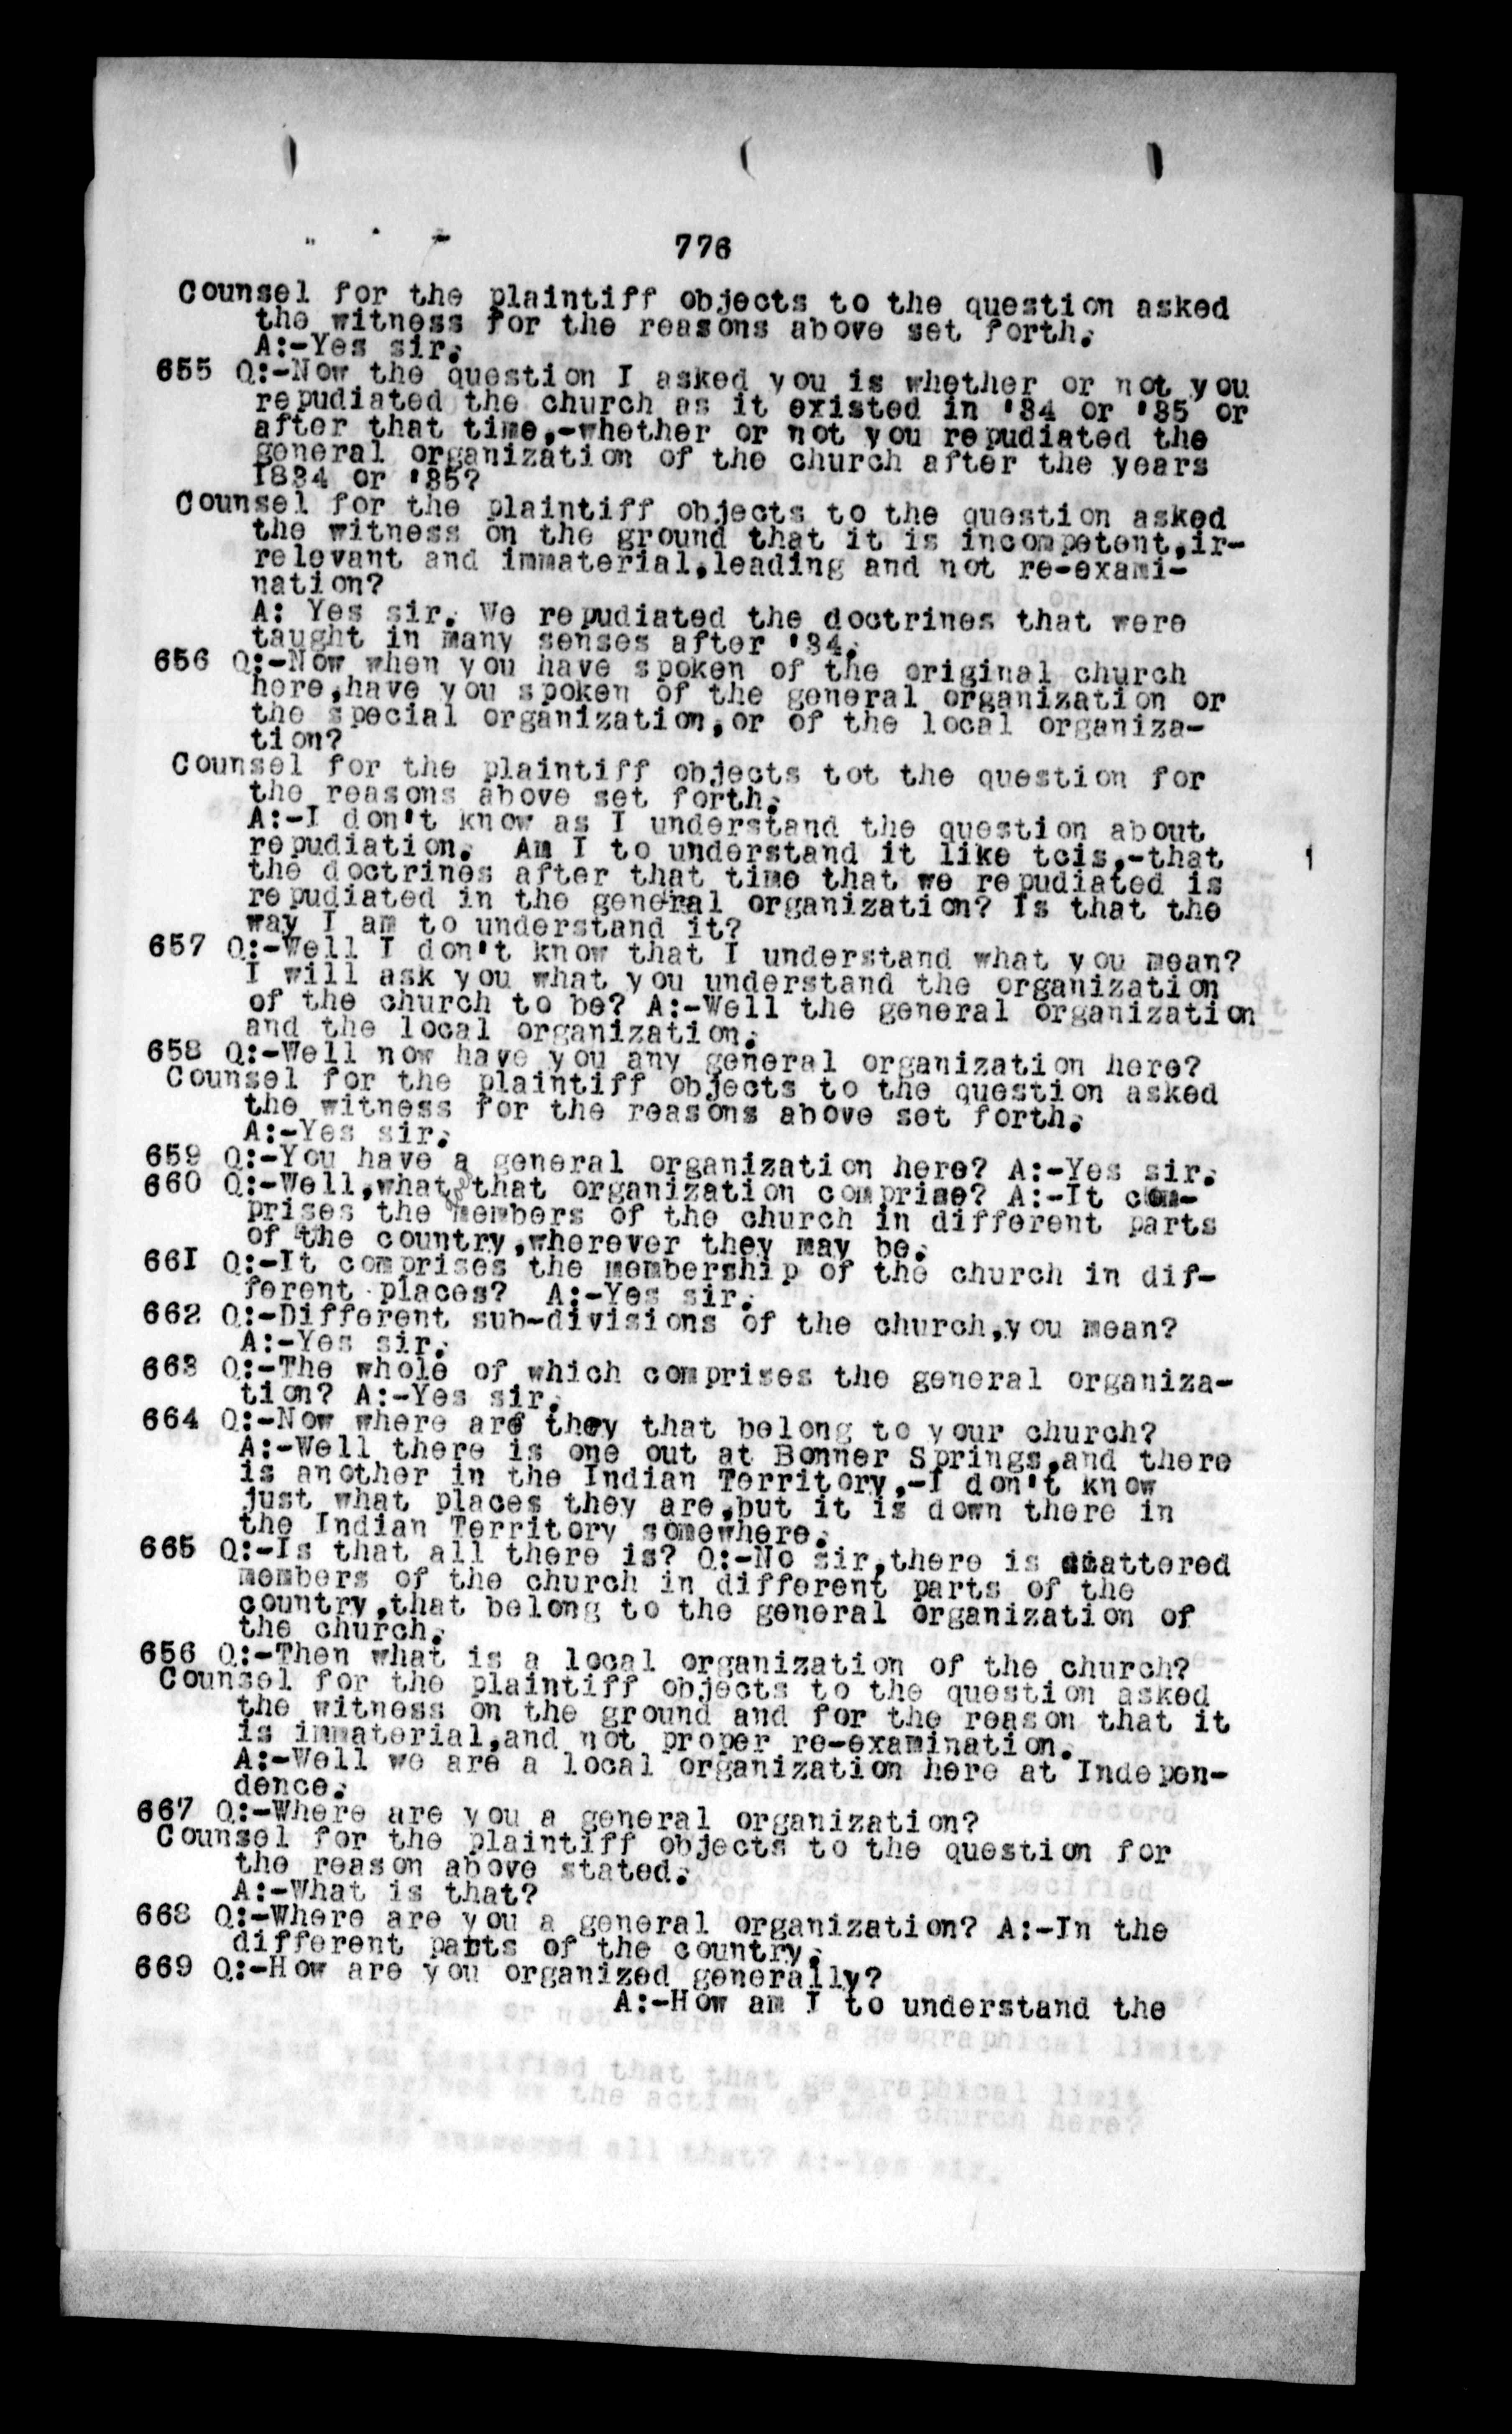 776
Counsel for the plaintiff objects to the question asked
the witness for the reasons above set forth.
A:-Yes sir.
655 Q:-Now the question I asked you is whether or not you
repudiated the church as it existed in '34 or '35 or
after that time,-whether or not you repudiated the
general organization of the church after the years
1834 or '35?
Counsel for the plaintiff objects to the question asked
the witness on the ground that it is incompetent,ir-
relevant and immaterial,leading and not re-exami-
nation?
A: Yes sir. We repudiated the doctrines that were
taught in many senses after '34.
656 Q:-Now when you have spoken of the original church
here,have you spoken of the general organization or
the special organization,or of the local organiza-
tion?
Counsel for the plaintiff objects tot the question for
the reasons above set forth.
A:-I don't know as I understand the question about
repudiation. Am I to understand it like tcis,-that
the doctrines after that time that we repudiated is
repudiated in the general organization? Is that the
way I am to understand it?
657 Q:-Well I don't know that I understand what you mean?
I will ask you what you understand the organization
of the church to be? A:-Well the general organization
and the local organization.
658 Q:-Well now have you any general organization here?
Counsel for the plaintiff objects to the question asked
the witness for the reasons above set forth.
A:-Yes sir.
659 Q:-You have a general organization here? A:-Yes sir.
660 Q:-Well,what that organization comprise? A:-It com-
prises the members of the church in different parts
of the country,wherever they may be.
661 Q:-It comprises the membership of the church in dif-
ferent places? A:-Yes sir.
662 Q:-Different sub-divisions of the church,you mean?
A:-Yes sir.
663 Q:-The whole of which comprises the general organiza-
tion? A:-Yes sir.
664 Q:-Now where are they that belong to your church?
A:-Well there is one out at Bonner Springs,and there
is another in the Indian Territory,-I don't know
just what places they are,but it is down there in
the Indian Territory somewhere.
665 Q:-Is that all there is? Q:-No sir,there is scattered
members of the church in different parts of the
country,that belong to the general organization of
the church.
656 Q:-Then what is a local organization of the church?
Counsel for the plaintiff objects to the question asked
the witness on the ground and for the reason that it
is immaterial,and not proper re-examination.
A:-Well we are a local organization here at Indepen-
dence.
667 Q:-Where are you a general organization?
Counsel for the plaintiff objects to the question for
the reason above stated.
A:-What is that?
668 Q:-Where are you a general organization? A:-In the
different parts of the country.
669 Q:-How are you organized generally?
A:-How am I to understand the